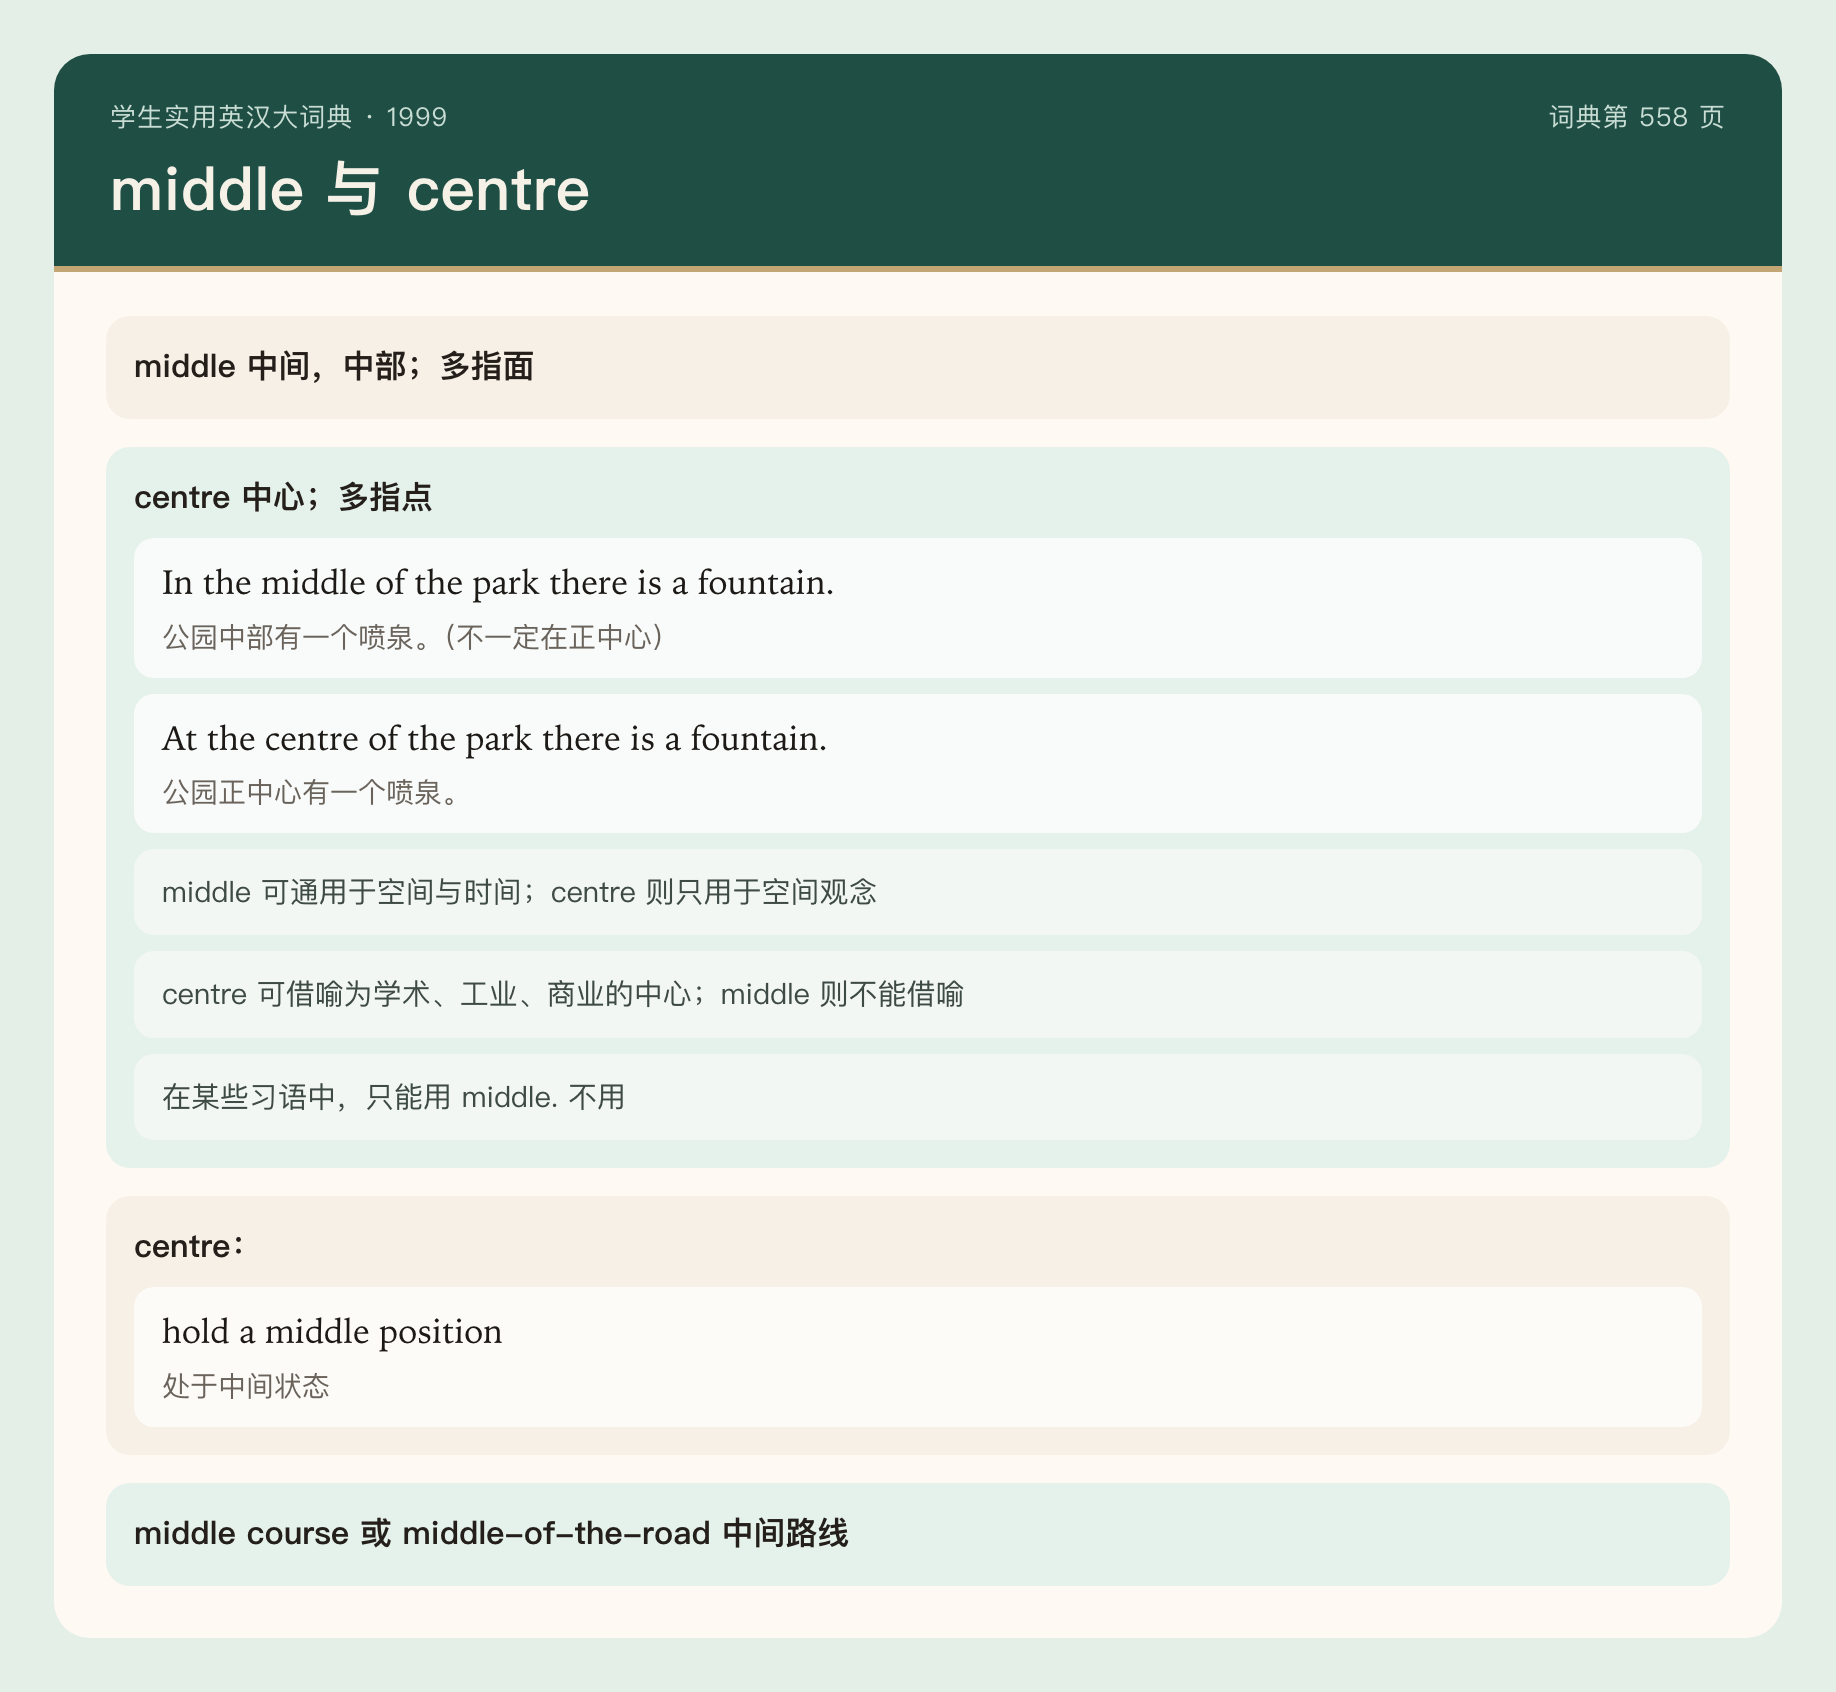 学生实用英汉大词典 · 1999
词典第 558 页
middle 与 centre
middle 中间，中部；多指面
centre 中心；多指点
In the middle of the park there is a fountain.
公园中部有一个喷泉。（不一定在正中心）
At the centre of the park there is a fountain.
公园正中心有一个喷泉。
middle 可通用于空间与时间；centre 则只用于空间观念
centre 可借喻为学术、工业、商业的中心；middle 则不能借喻
在某些习语中，只能用 middle. 不用
centre：
hold a middle position
处于中间状态
middle course 或 middle–of–the–road 中间路线